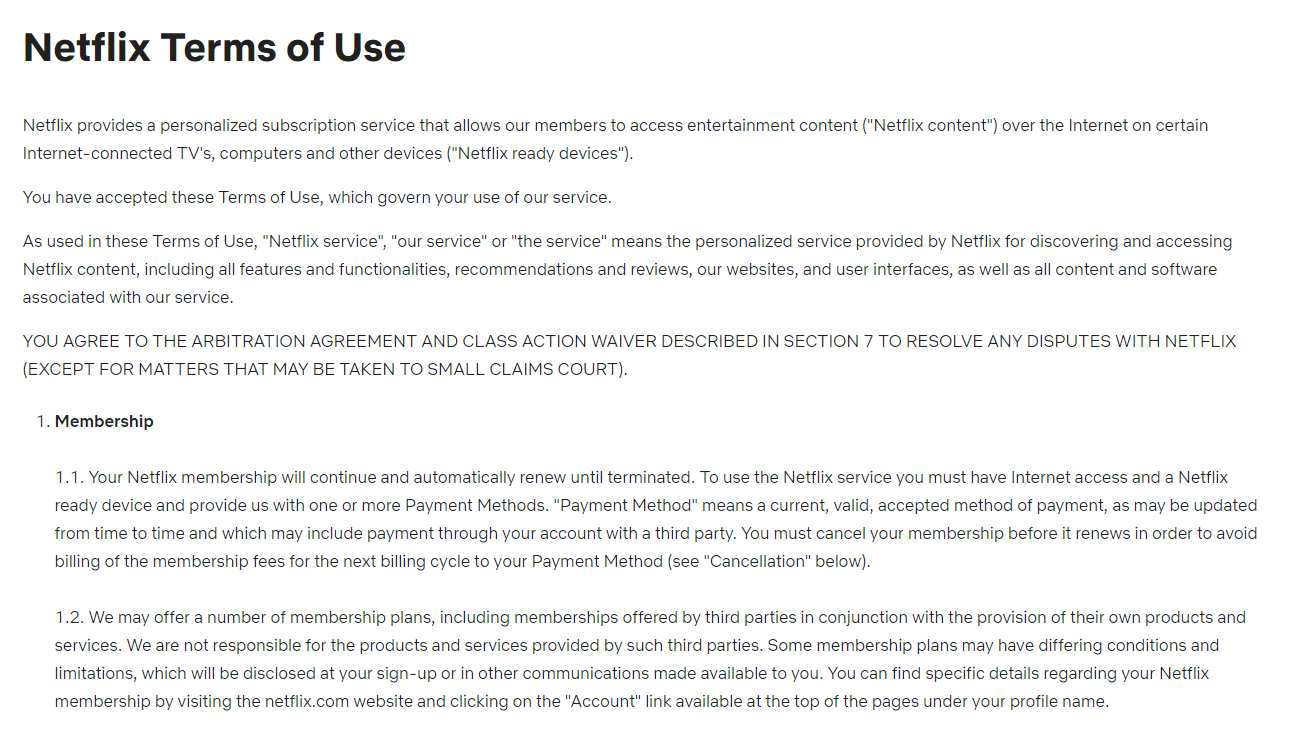 Netflix Terms of Use
Netflix provides a personalized subscription service that allows our members to access entertainment content ("Netflix content") over the Internet on certain
Internet-connected TV's, computers and other devices ("Netflix ready devices").
You have accepted these Terms of Use, which govern your use of our service.
As used in these Terms of Use, "Netflix service", "our service" or "the service" means the personalized service provided by Netflix for discovering and accessing
Netflix content, including all features and functionalities, recommendations and reviews, our websites, and user interfaces, as well as all content and software
associated with our service.
YOU AGREE TO THE ARBITRATION AGREEMENT AND CLASS ACTION WAIVER DESCRIBED IN SECTION 7 TO RESOLVE ANY DISPUTES WITH NETFLIX
(EXCEPT FOR MATTERS THAT MAY BE TAKEN TO SMALL CLAIMS COURT).
1. Membership
1.1. Your Netflix membership will continue and automatically renew until terminated. To use the Netflix service you must have Internet access and a Netflix
ready device and provide us with one or more Payment Methods. "Payment Method" means a current, valid, accepted method of payment, as may be updated
from time to time and which may include payment through your account with a third party. You must cancel your membership before it renews in order to avoid
billing of the membership fees for the next billing cycle to your Payment Method (see "Cancellation" below).
1.2. We may offer a number of membership plans, including memberships offered by third parties in conjunction with the provision of their own products and
services. We are not responsible for the products and services provided by such third parties. Some membership plans may have differing conditions and
limitations, which will be disclosed at your sign-up or in other communications made available to you. You can find specific details regarding your Netflix
membership by visiting the netflix.com website and clicking on the "Account" link available at the top of the pages under your profile name.